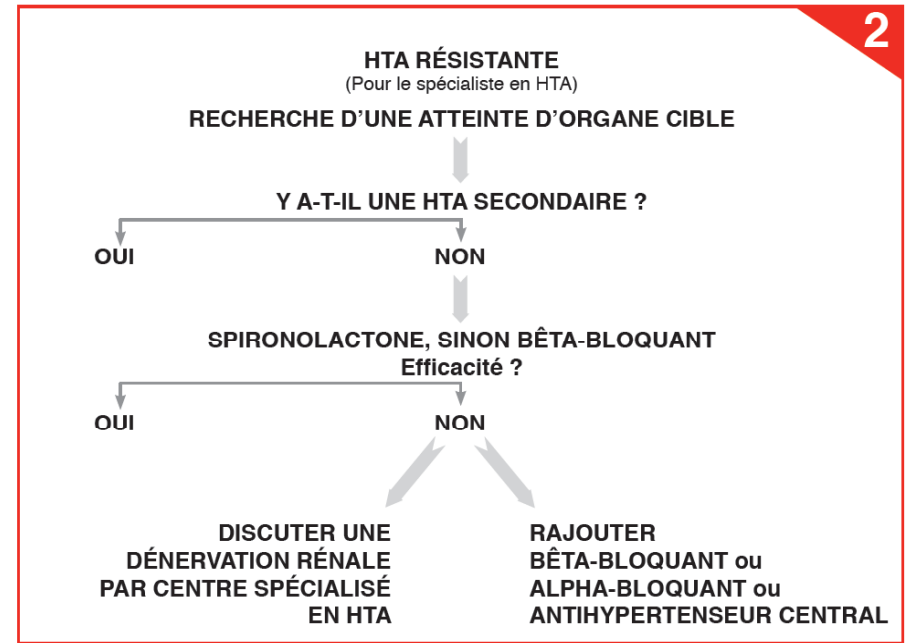 2
HTA RÉSISTANTE
(Pour le spécialiste en HTA)
RECHERCHE D'UNE ATTEINTE D'ORGANE CIBLE
Y A-T-IL UNE HTA SECONDAIRE ?
OUI
NON
SPIRONOLACTONE, SINON BÊTA-BLOQUANT
Efficacité ?
OUI
NON
DISCUTER UNE
DÉNERVATION RÉNALE
PAR CENTRE SPÉCIALISÉ
EN HTA
RAJOUTER
BÊTA-BLOQUANT ou
ALPHA-BLOQUANT ou
ANTIHYPERTENSEUR CENTRAL